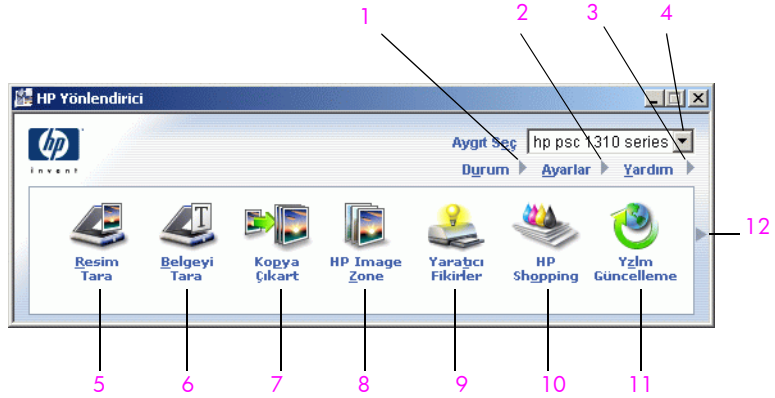 1 2 3 4
HP Yönlendirici
hp
invent
Aygıt Seç hp psc 1310 series
Durum Ayarlar Yardım
12
Resim Tara
Belgeyi Tara
Kopya Çıkart
HP Image Zone
Yaratıcı Fikirler
HP Shopping
Yzlm Güncelleme
5 6 7 8 9 10 11